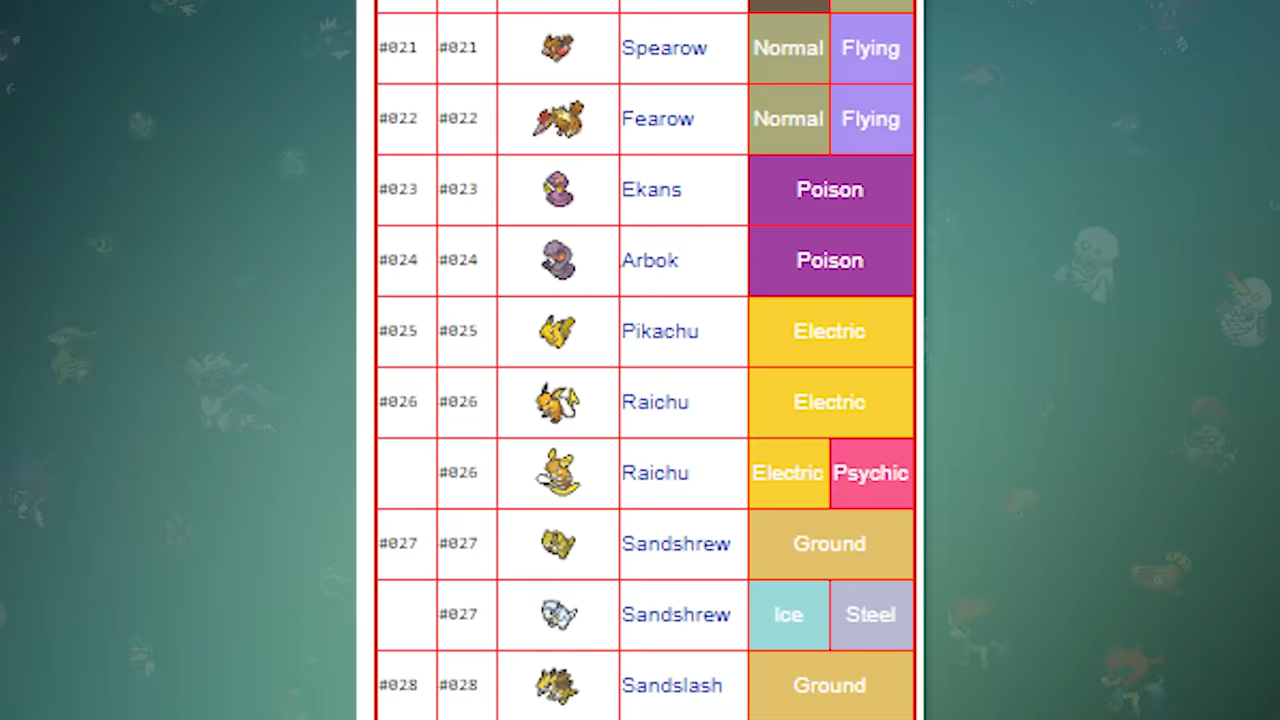 #021 #021 Spearow Normal Flying
#022 #022 Fearow Normal Flying
#023 #023 Ekans Poison
#024 #024 Arbok Poison
#025 #025 Pikachu Electric
#026 #026 Raichu Electric
#026 Raichu Electric Psychic
#027 #027 Sandshrew Ground
#027 Sandshrew Ice Steel
#028 #028 Sandslash Ground